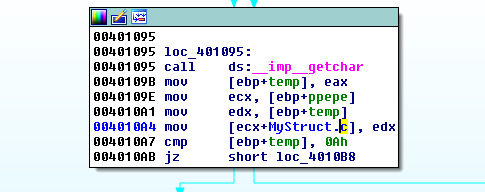 00401095
00401095 loc_401095:
00401095 call ds:__imp__getchar
0040109B mov [ebp+temp], eax
0040109E mov ecx, [ebp+ppepe]
004010A1 mov edx, [ebp+temp]
004010A4 mov [ecx+MyStruct.c], edx
004010A7 cmp [ebp+temp], 0Ah
004010AB jz short loc_4010B8